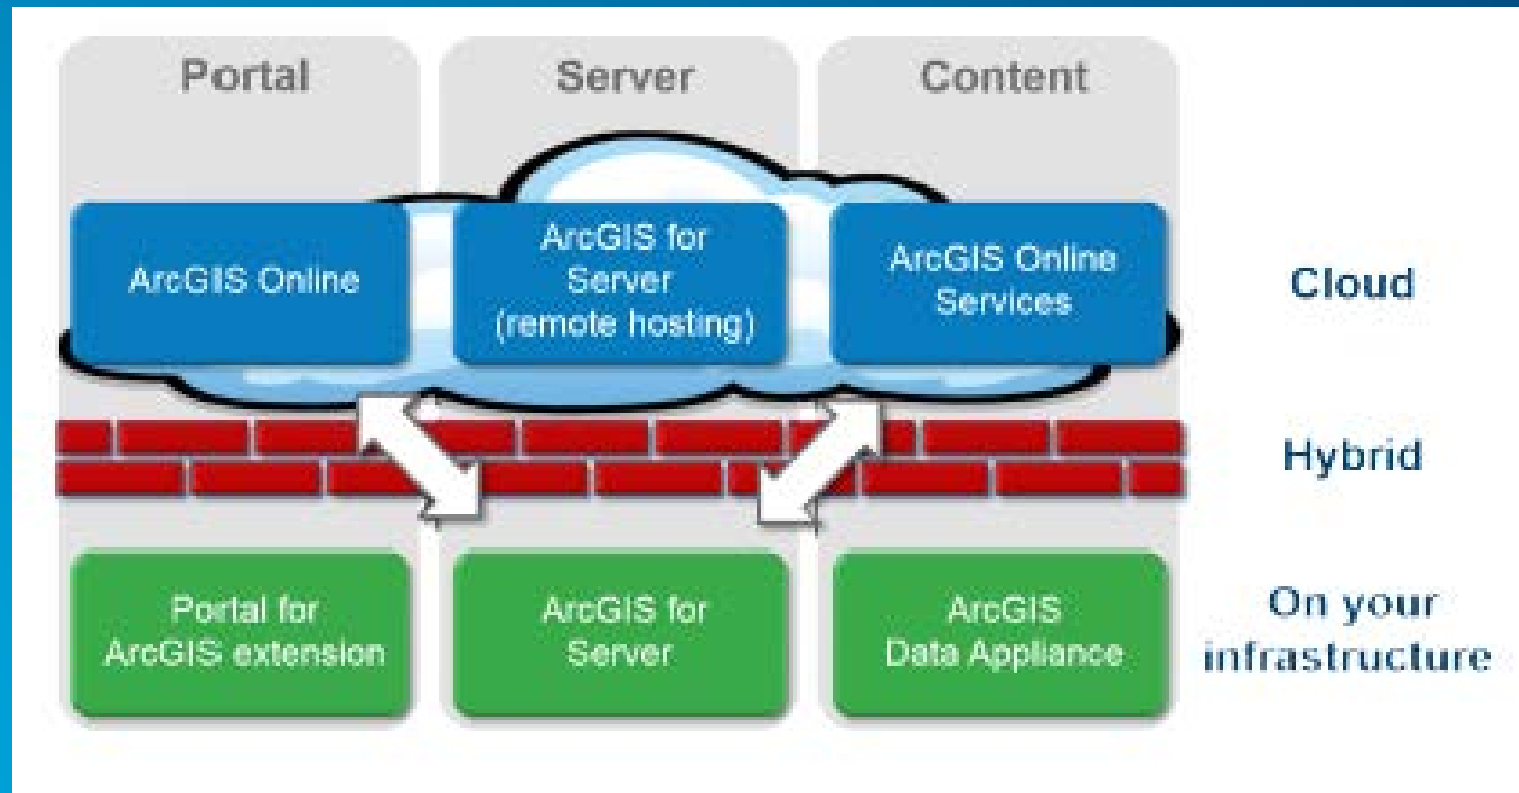 Portal
Server
Content
ArcGIS Online
ArcGIS for
Server
(remote hosting)
ArcGIS Online
Services
Cloud
Hybrid
Portal for
ArcGIS extension
ArcGIS for
Server
ArcGIS
Data Appliance
On your
infrastructure